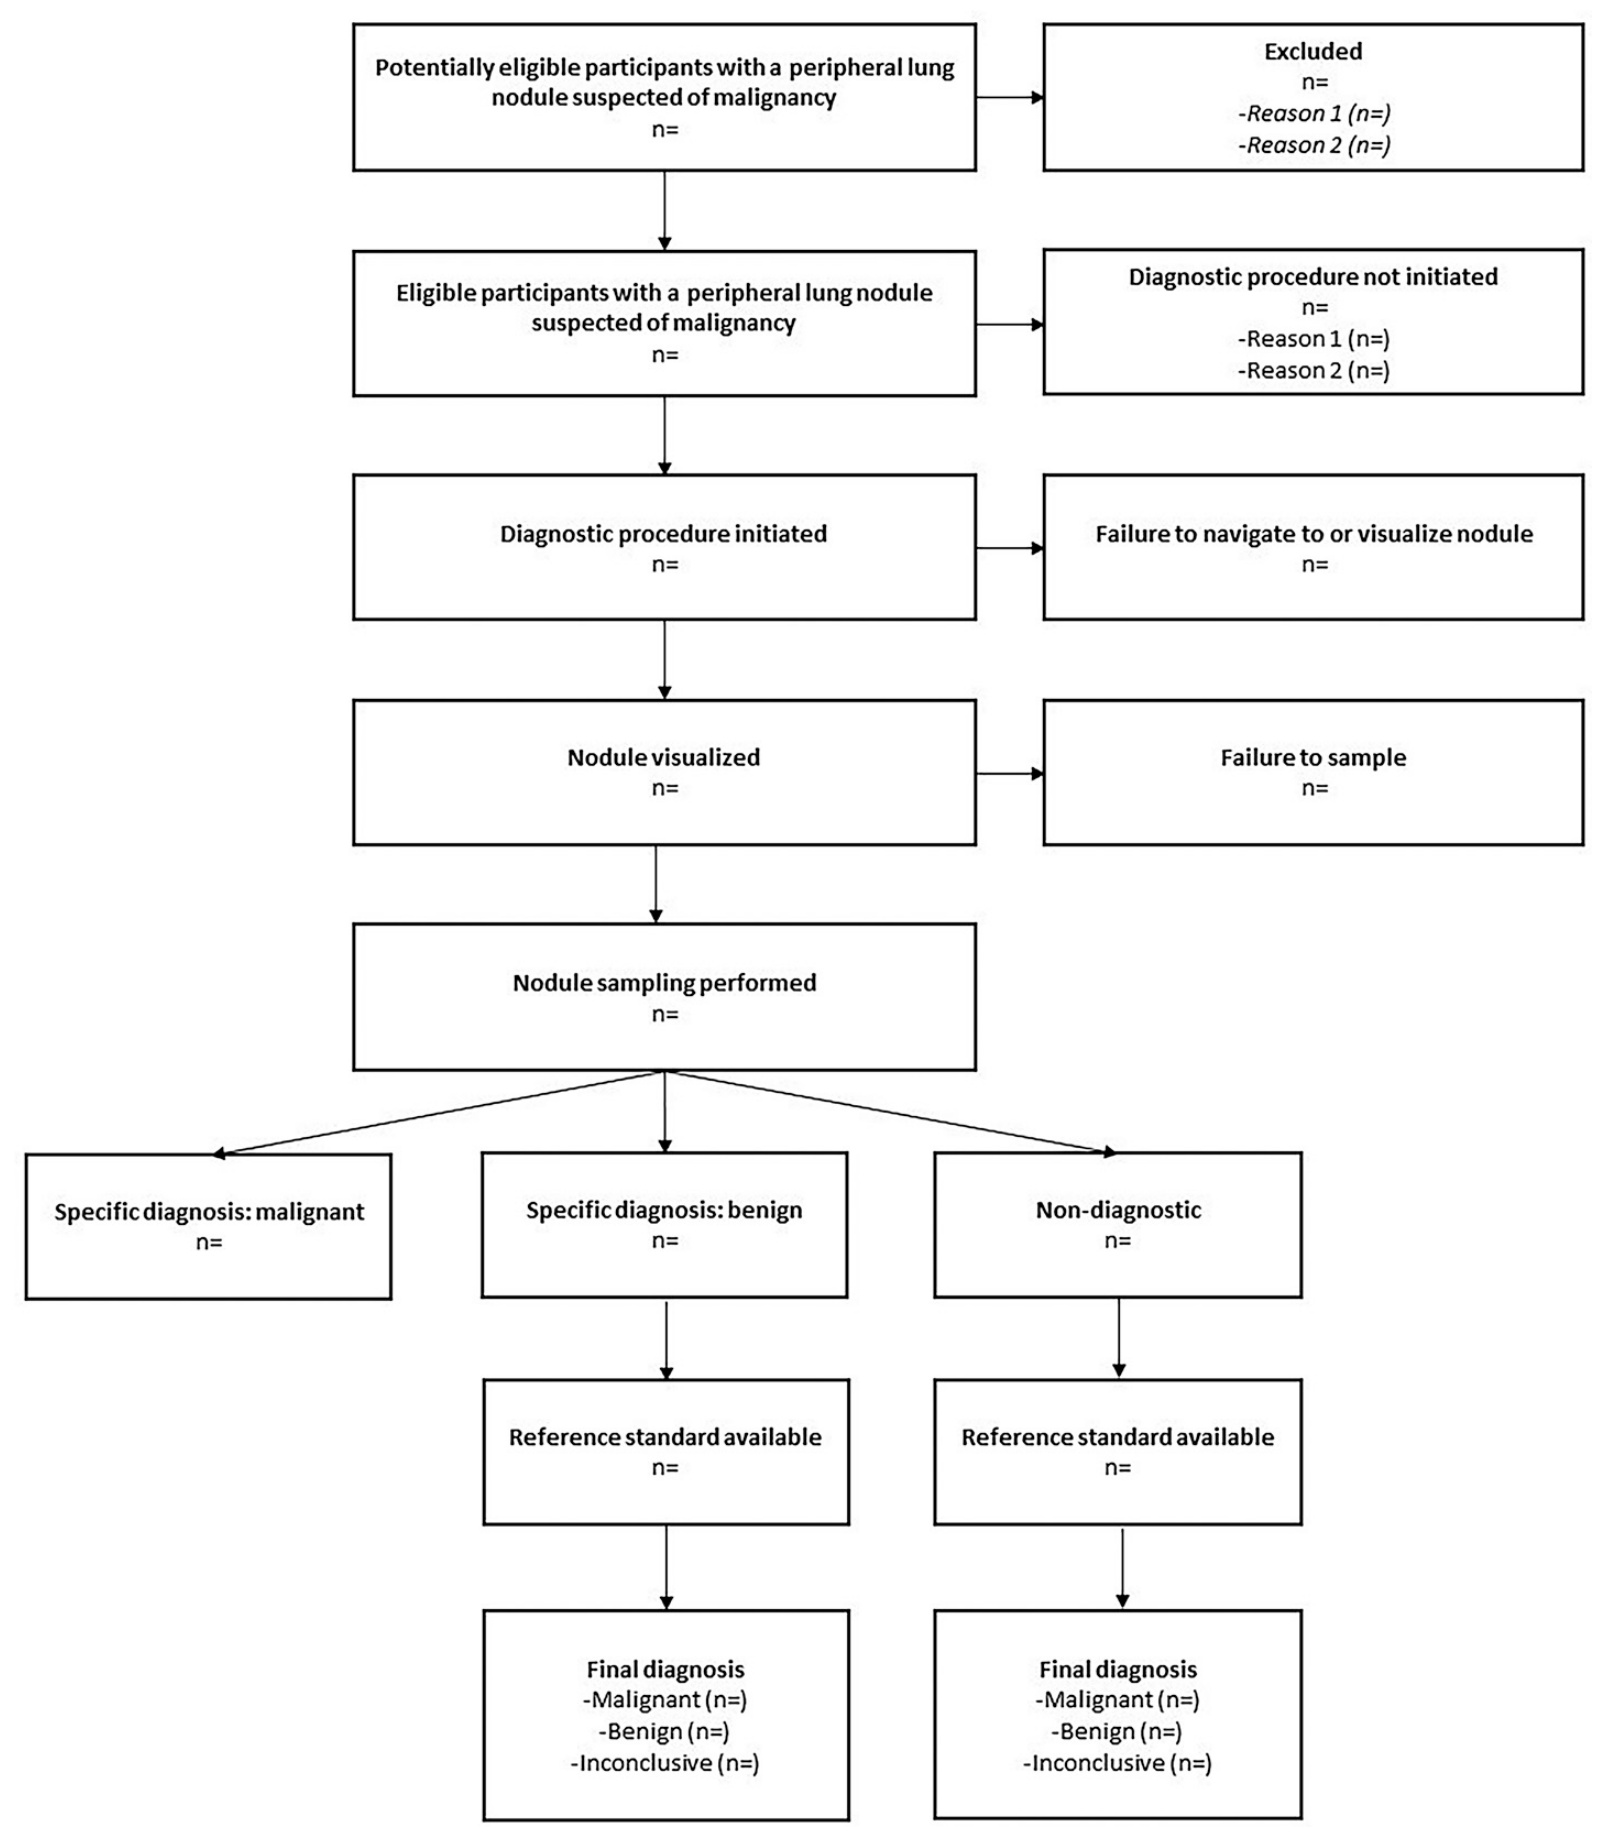 Potentially eligible participants with a peripheral lung
nodule suspected of malignancy
n=
Excluded
n=
-Reason 1 (n=)
-Reason 2 (n=)
Eligible participants with a peripheral lung nodule
suspected of malignancy
n=
Diagnostic procedure not initiated
n=
-Reason 1 (n=)
-Reason 2 (n=)
Diagnostic procedure initiated
n=
Failure to navigate to or visualize nodule
n=
Nodule visualized
n=
Failure to sample
n=
Nodule sampling performed
n=
Specific diagnosis: malignant
n=
Specific diagnosis: benign
n=
Non-diagnostic
n=
Reference standard available
n=
Reference standard available
n=
Final diagnosis
-Malignant (n=)
-Benign (n=)
-Inconclusive (n=)
Final diagnosis
-Malignant (n=)
-Benign (n=)
-Inconclusive (n=)